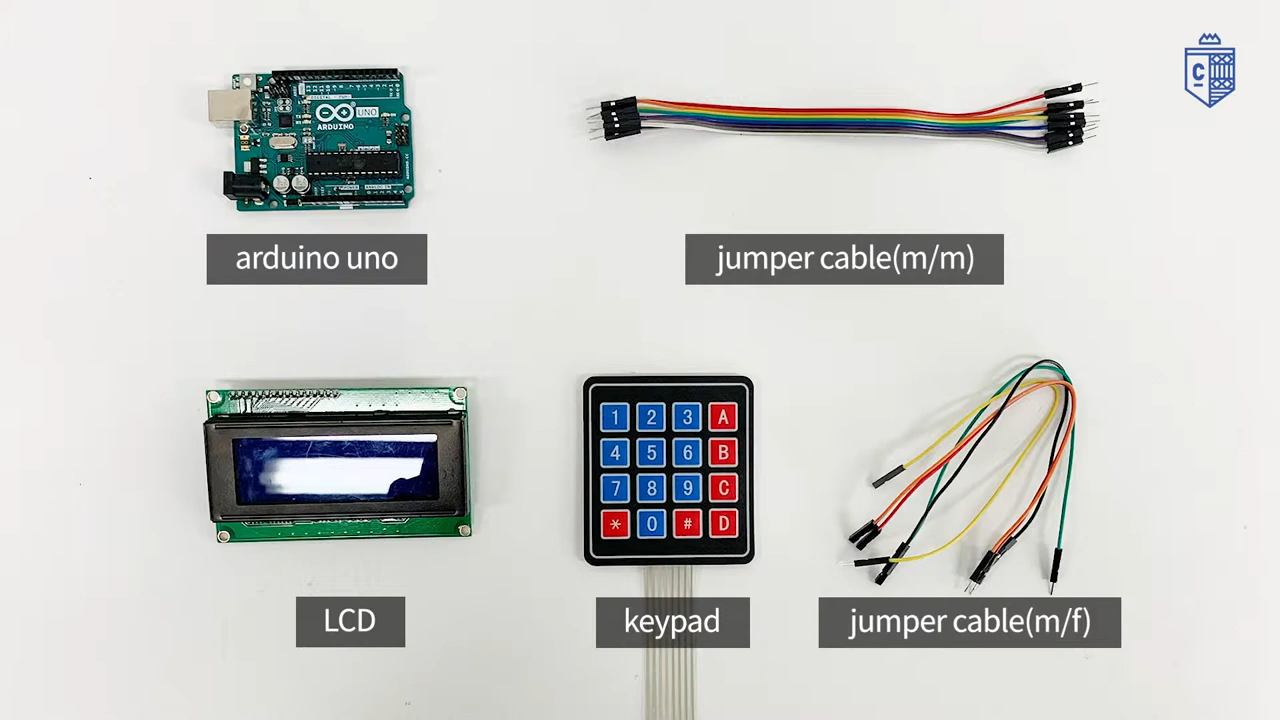 UNO
ARDUINO
arduino uno
jumper cable(m/m)
C
1 2 3 A
4 5 6 B
7 8 9 C
* 0 # D
LCD
keypad
jumper cable(m/f)